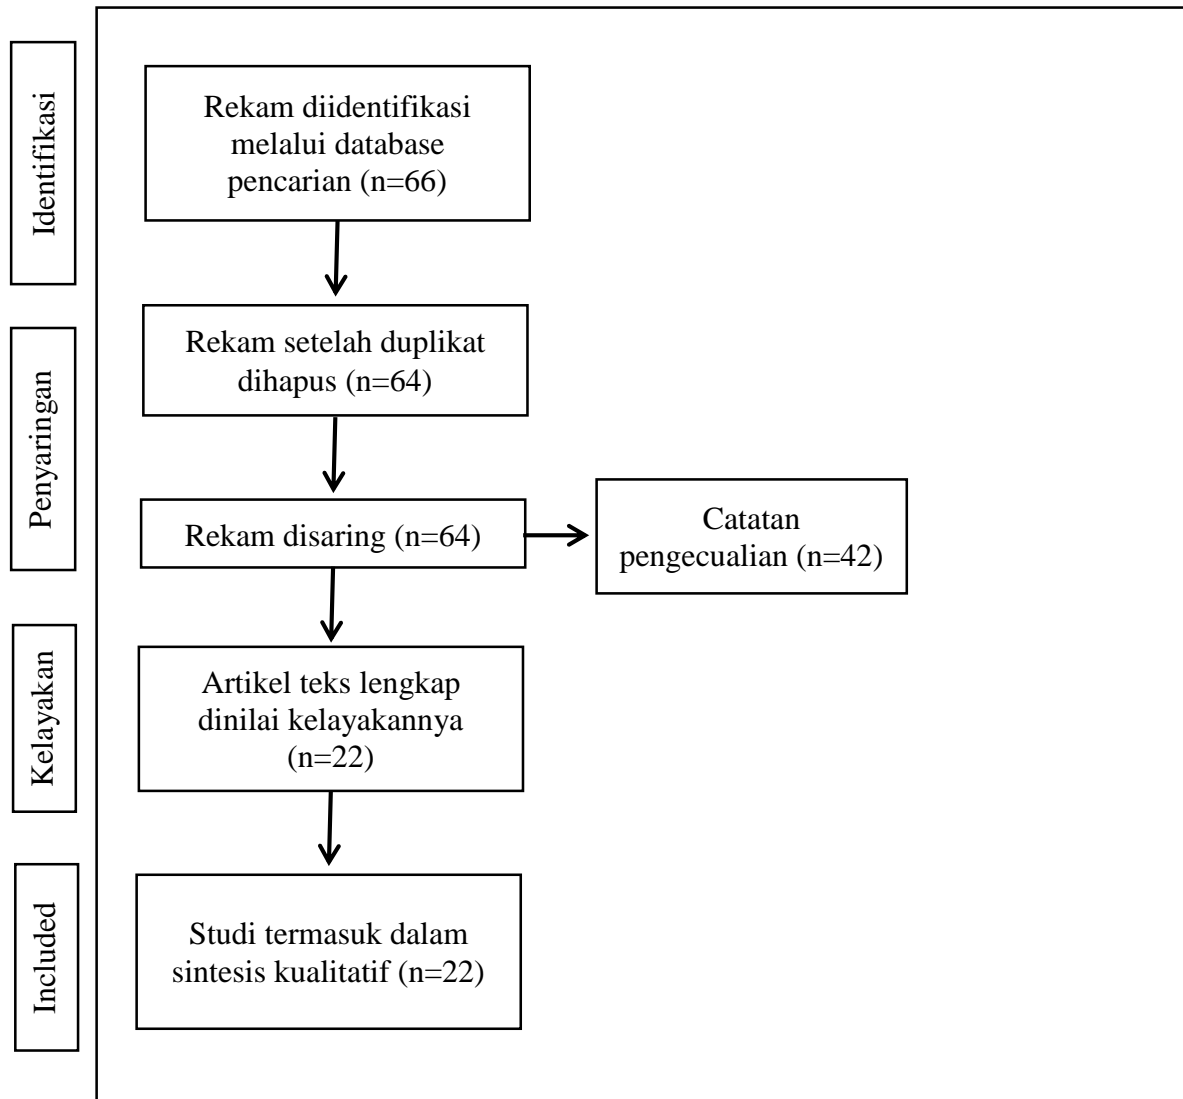 Identifikasi
Rekam diidentifikasi
melalui database
pencarian (n=66)
Penyaringan
Rekam setelah duplikat
dihapus (n=64)
Rekam disaring (n=64)
Catatan
pengecualian (n=42)
Kelayakan
Artikel teks lengkap
dinilai kelayakannya
(n=22)
Included
Studi termasuk dalam
sintesis kualitatif (n=22)